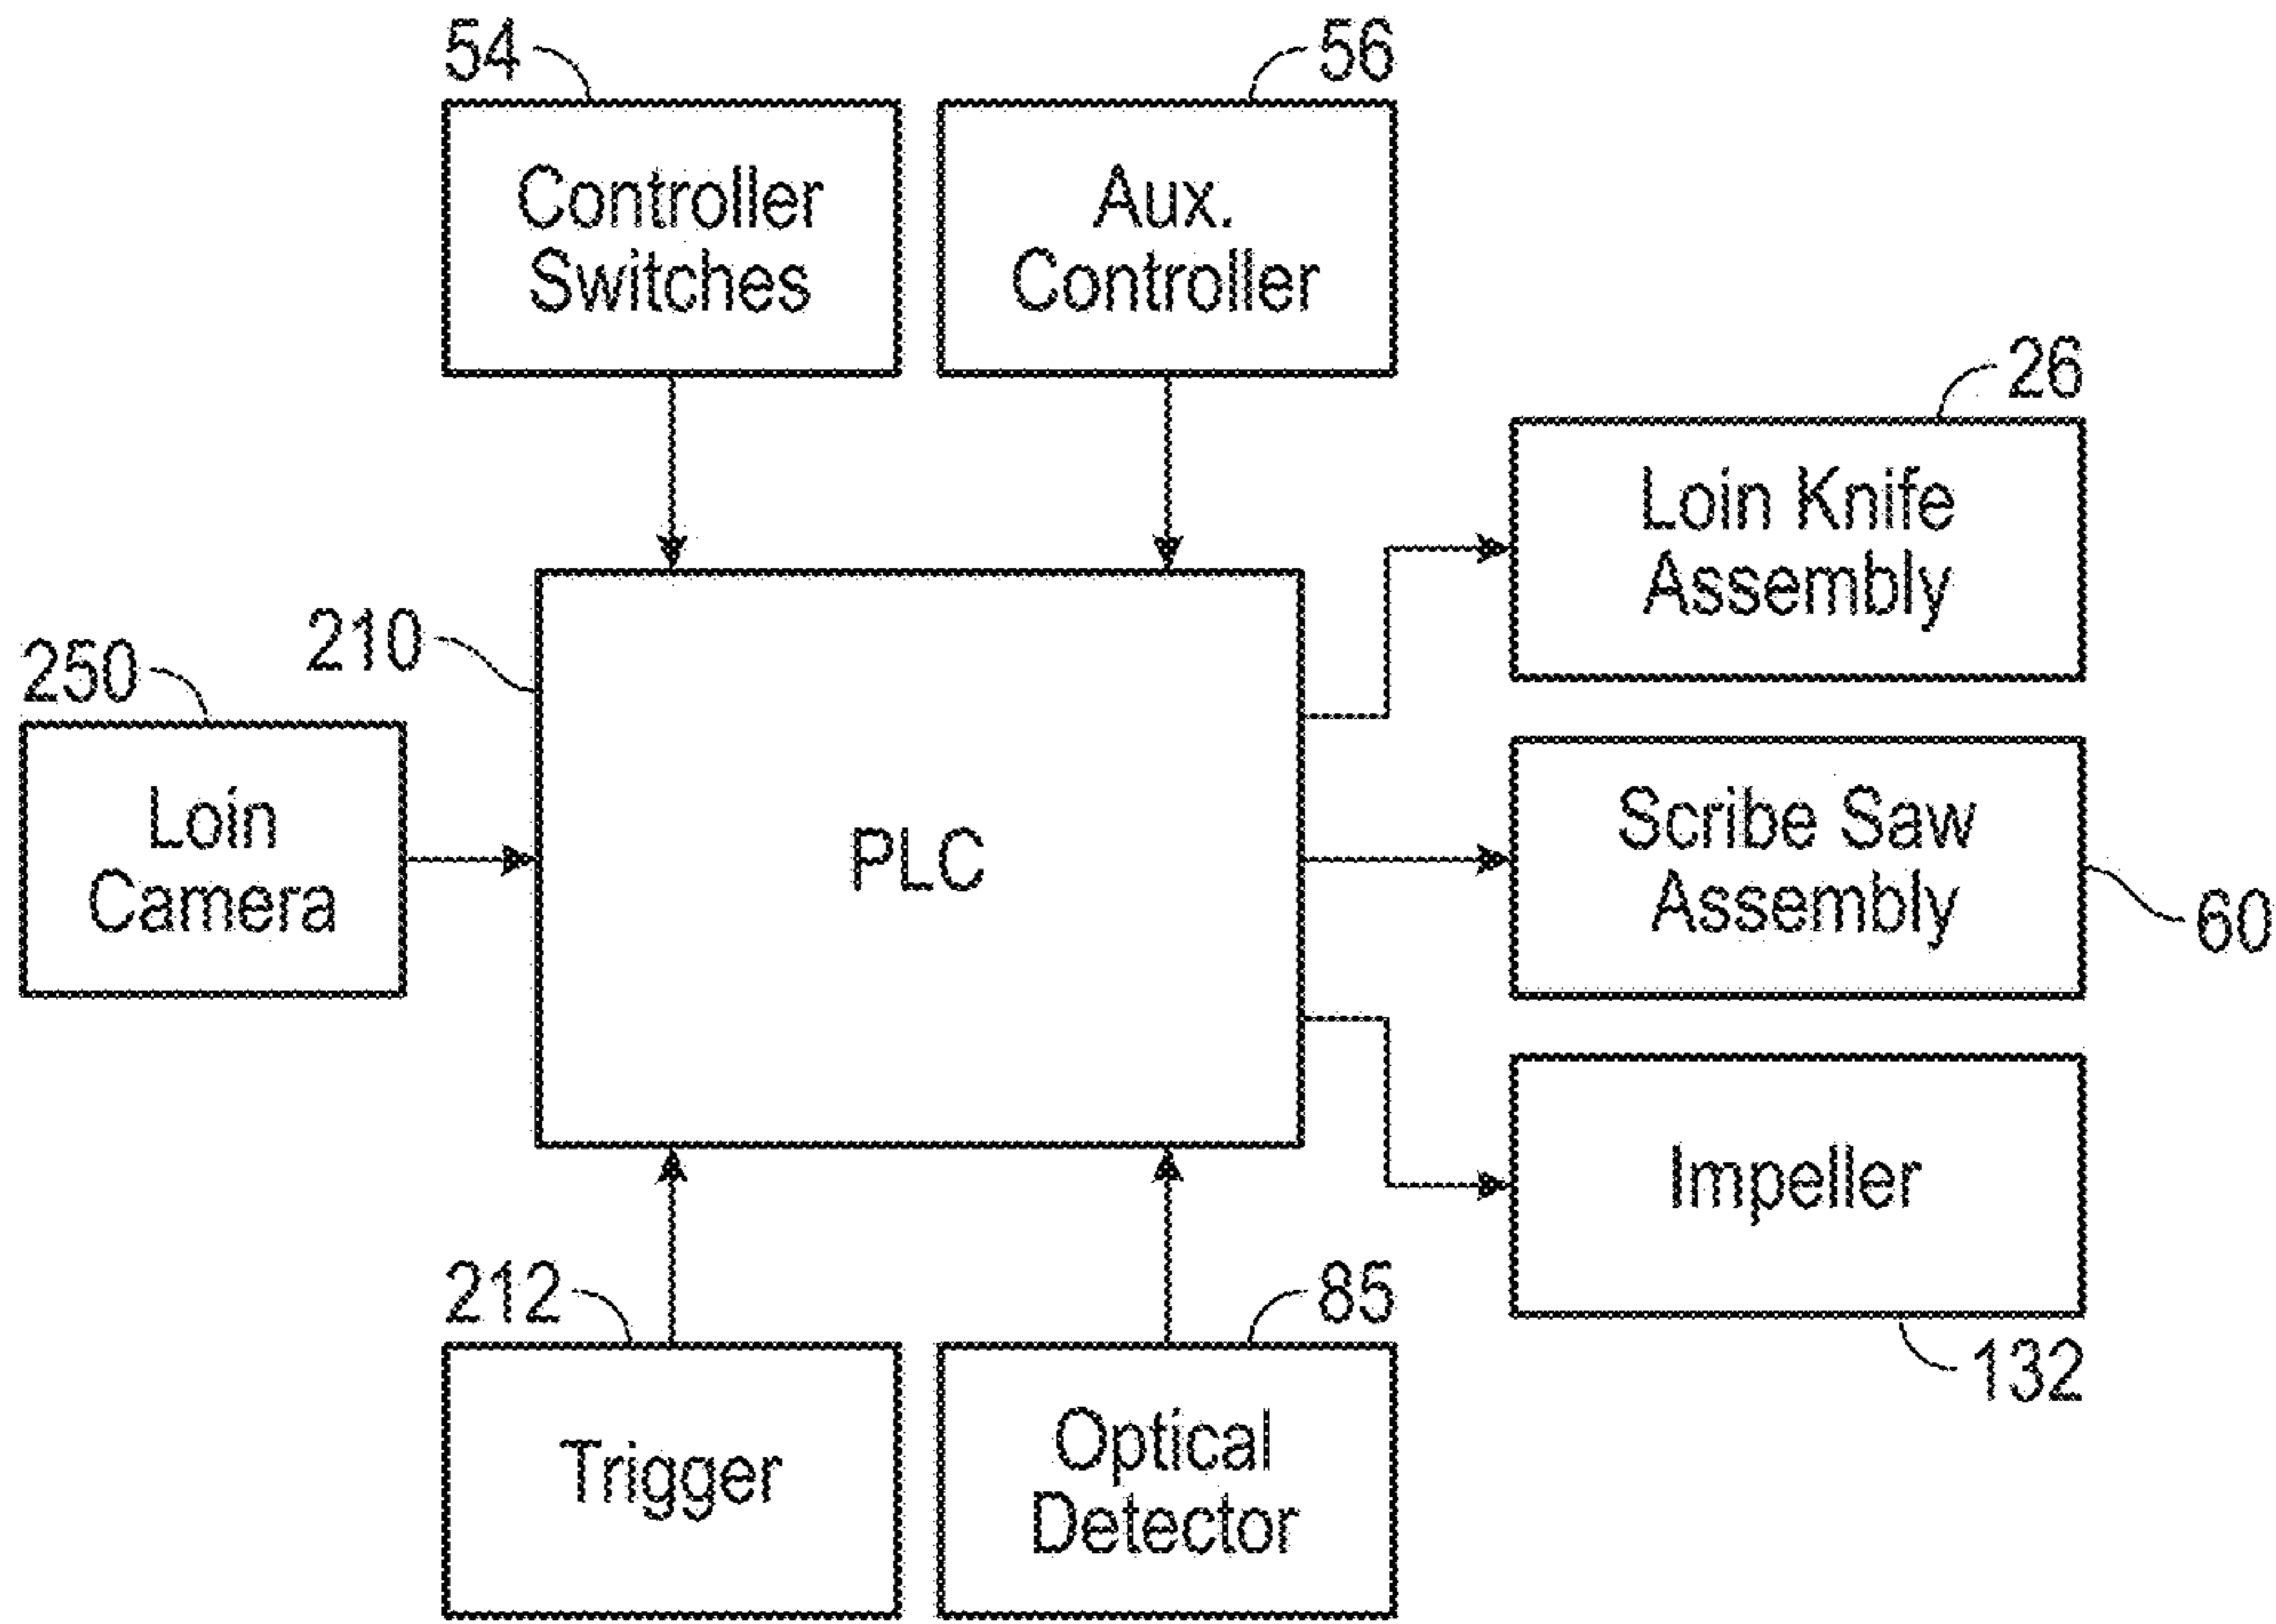 54
56
Controller
Switches
Aux.
Controller
26
Loin Knife
Assembly
210
250
Loin
Camera
PLC
Scribe Saw
Assembly
60
Impeller
132
212
85
Trigger
Optical
Detector